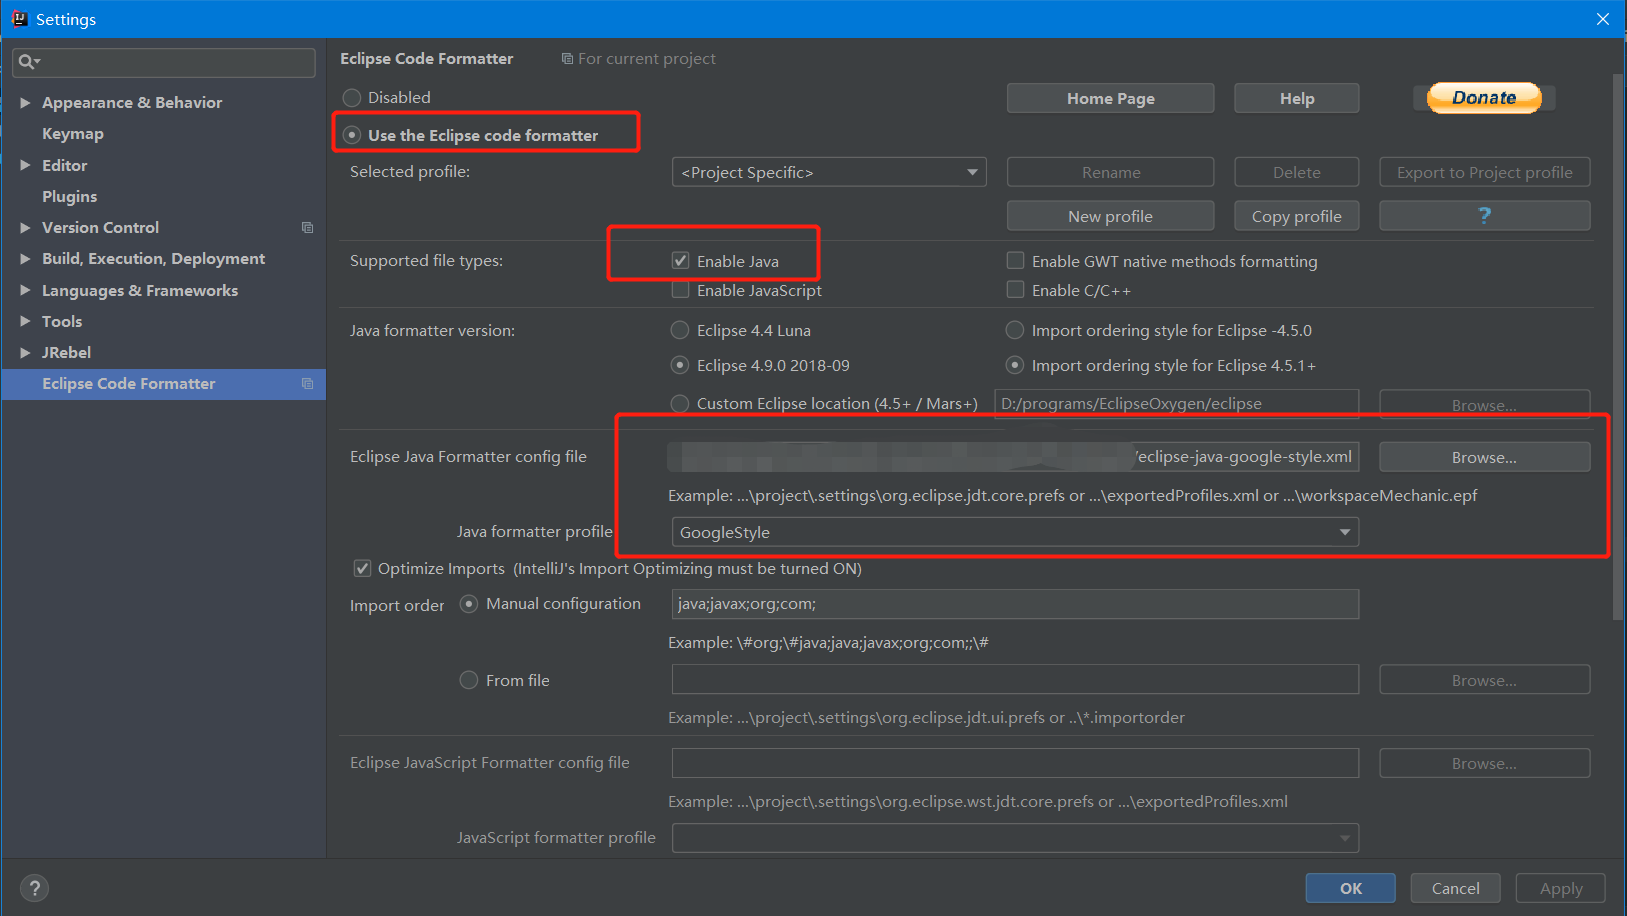 Settings
Eclipse Code Formatter For current project
Appearance & Behavior
Keymap
Editor
Plugins
Version Control
Build, Execution, Deployment
Languages & Frameworks
Tools
JRebel
Eclipse Code Formatter
Disabled
Home Page Help Donate
Use the Eclipse code formatter
Selected profile: <Project Specific> Rename Delete Export to Project profile
New profile Copy profile ?
Supported file types: Enable Java Enable GWT native methods formatting
Enable JavaScript Enable C/C++
Java formatter version: Eclipse 4.4 Luna Import ordering style for Eclipse -4.5.0
Eclipse 4.9.0 2018-09 Import ordering style for Eclipse 4.5.1+
Custom Eclipse location (4.5+ / Mars+) D:/programs/EclipseOxygen/eclipse Browse...
Eclipse Java Formatter config file /eclipse-java-google-style.xml Browse...
Example: ...\project\.settings\org.eclipse.jdt.core.prefs or ...\exportedProfiles.xml or ...\workspaceMechanic.epf
Java formatter profile GoogleStyle
Optimize Imports (IntelliJ's Import Optimizing must be turned ON)
Import order Manual configuration java;javax;org;com;
Example: \#org;\#java;java;javax;org;com;;\#
From file Browse...
Example: ...\project\.settings\org.eclipse.jdt.ui.prefs or ..\*.importorder
Eclipse JavaScript Formatter config file Browse...
Example: ...\project\.settings\org.eclipse.wst.jdt.core.prefs or ...\exportedProfiles.xml
JavaScript formatter profile
? OK Cancel Apply